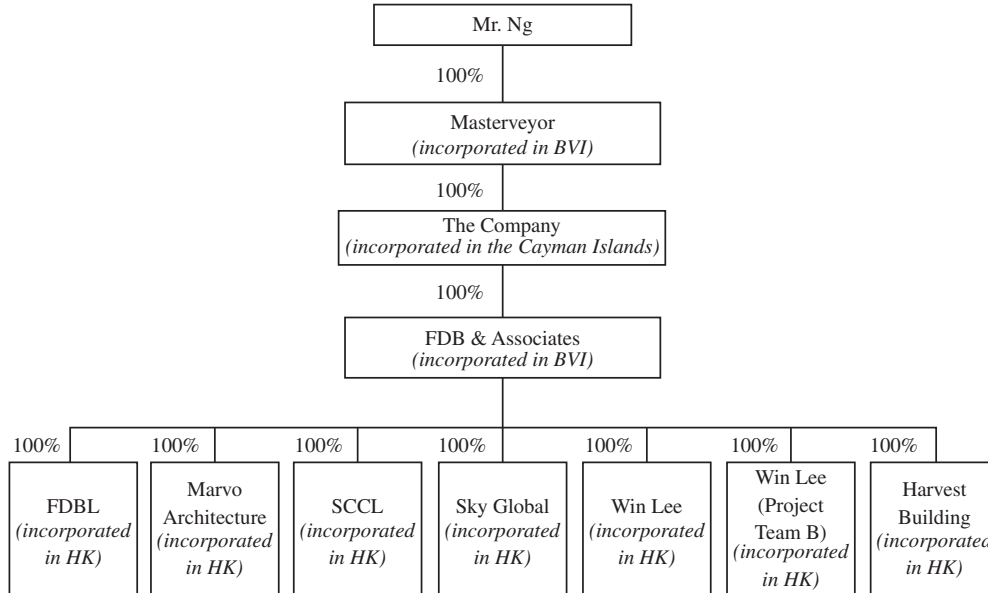 Mr. Ng
100%
Masterveyor
(incorporated in BVI)
100%
The Company
(incorporated in the Cayman Islands)
100%
FDB & Associates
(incorporated in BVI)
100%
100%
100%
100%
100%
100%
100%
FDBL
(incorporated
in HK)
Marvo
Architecture
(incorporated
in HK)
SCCL
(incorporated
in HK)
Sky Global
(incorporated
in HK)
Win Lee
(incorporated
in HK)
Win Lee
(Project
Team B)
(incorporated
in HK)
Harvest
Building
(incorporated
in HK)